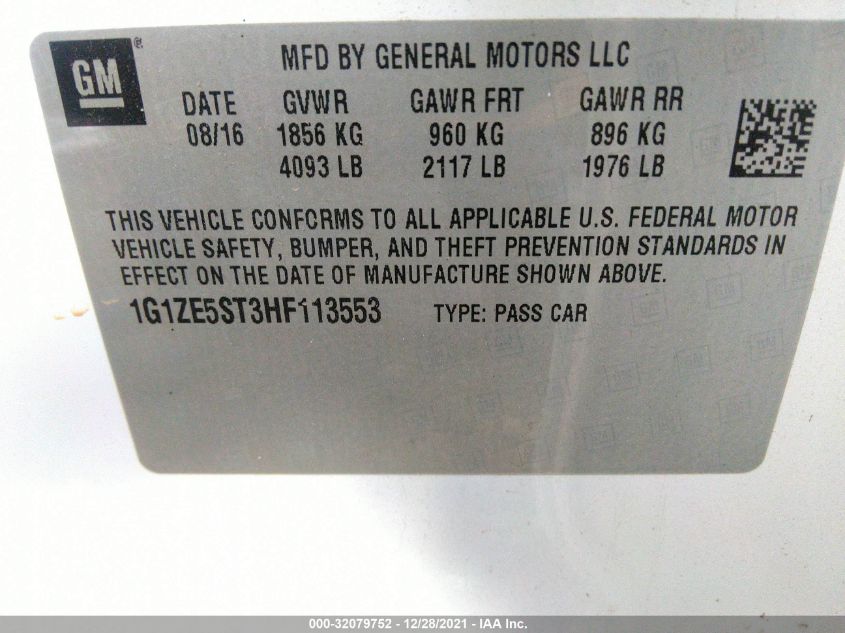 GM®
MFD BY GENERAL MOTORS LLC
DATE GVWR GAWR FRT GAWR RR
08/16 1856 KG 960 KG 896 KG
4093 LB 2117 LB 1976 LB
THIS VEHICLE CONFORMS TO ALL APPLICABLE U.S. FEDERAL MOTOR
VEHICLE SAFETY, BUMPER, AND THEFT PREVENTION STANDARDS IN
EFFECT ON THE DATE OF MANUFACTURE SHOWN ABOVE.
1G1ZE5ST3HF113553 TYPE: PASS CAR
000-32079752 - 12/28/2021 - IAA Inc.